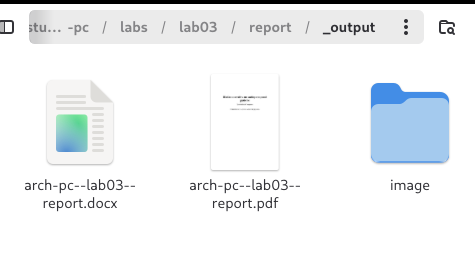 stu... -pc / labs / lab03 / report / _output
arch-pc--lab03--
report.docx
arch-pc--lab03--
report.pdf
image